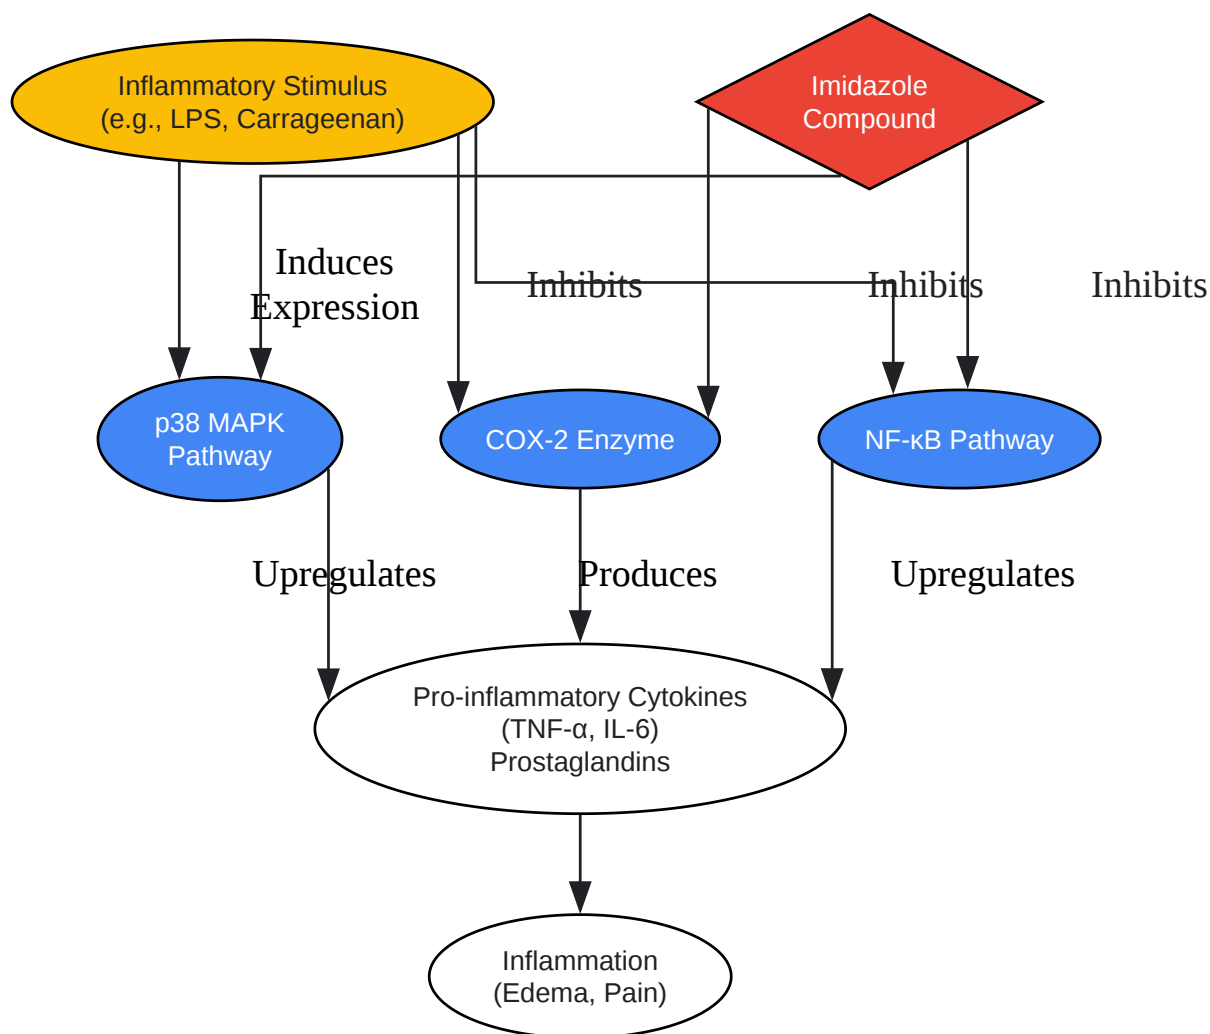 Inflammatory Stimulus
(e.g., LPS, Carrageenan)
Imidazole
Compound
Induces
Expression
Inhibits
Inhibits
Inhibits
p38 MAPK
Pathway
COX-2 Enzyme
NF-κB Pathway
Upregulates
Produces
Upregulates
Pro-inflammatory Cytokines
(TNF-α, IL-6)
Prostaglandins
Inflammation
(Edema, Pain)